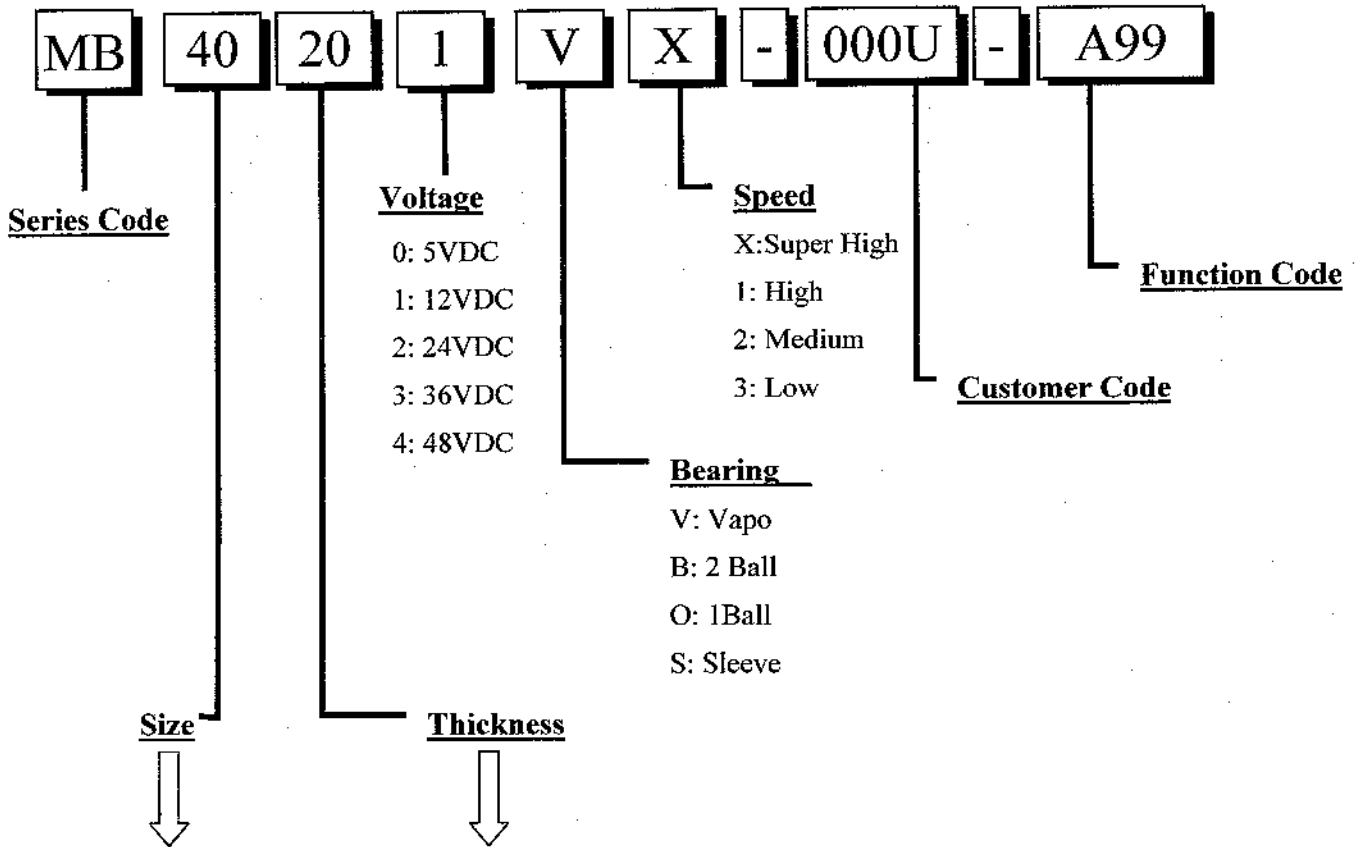 MB 40 20 1 V X - 000U - A99
Series Code
Voltage
0: 5VDC
1: 12VDC
2: 24VDC
3: 36VDC
4: 48VDC
Speed
X:Super High
1: High
2: Medium
3: Low
Function Code
Customer Code
Bearing
V: Vapo
B: 2 Ball
O: 1Ball
S: Sleeve
Size
Thickness